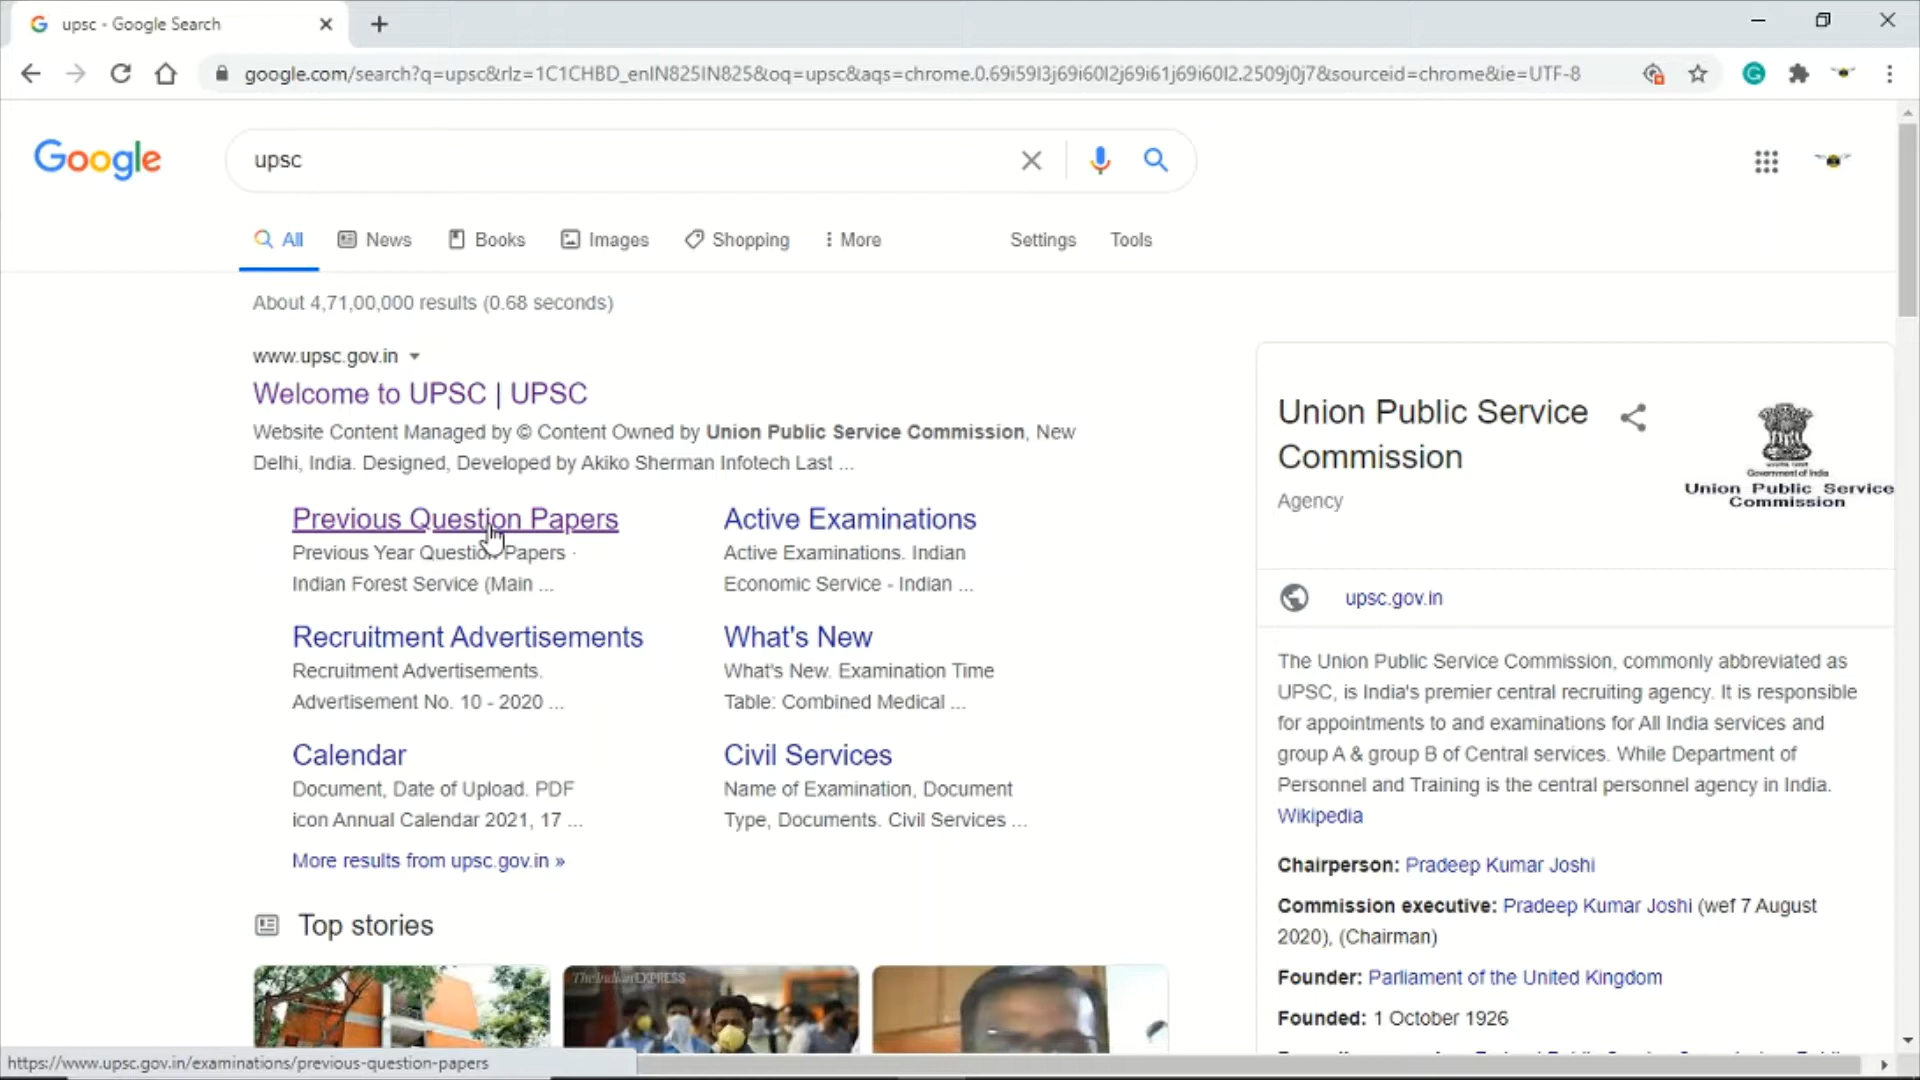 upsc - Google Search
google.com/search?q=upsc&rlz=1C1CHBD_enIN825IN825&oq=upsc&aqs=chrome.0.69i59l3j69i60l2j69i61j69i60l2.2509j0j7&sourceid=chrome&ie=UTF-8
Google
upsc
All
News
Books
Images
Shopping
More
Settings
Tools
About 4,71,00,000 results (0.68 seconds)
www.upsc.gov.in
Welcome to UPSC | UPSC
Website Content Managed by © Content Owned by Union Public Service Commission, New
Delhi, India. Designed, Developed by Akiko Sherman Infotech Last ...
Previous Question Papers
Previous Year Question Papers ·
Indian Forest Service (Main ...
Active Examinations
Active Examinations. Indian
Economic Service - Indian ...
Recruitment Advertisements
Recruitment Advertisements.
Advertisement No. 10 - 2020 ...
What's New
What's New. Examination Time
Table: Combined Medical ...
Calendar
Document, Date of Upload. PDF
icon Annual Calendar 2021, 17 ...
Civil Services
Name of Examination, Document
Type, Documents. Civil Services ...
More results from upsc.gov.in »
Top stories
The Indian EXPRESS
Union Public Service
Commission
Agency
Government of India
Union Public Service
Commission
upsc.gov.in
The Union Public Service Commission, commonly abbreviated as
UPSC, is India's premier central recruiting agency. It is responsible
for appointments to and examinations for All India services and
group A & group B of Central services. While Department of
Personnel and Training is the central personnel agency in India.
Wikipedia
Chairperson: Pradeep Kumar Joshi
Commission executive: Pradeep Kumar Joshi (wef 7 August
2020), (Chairman)
Founder: Parliament of the United Kingdom
Founded: 1 October 1926
https://www.upsc.gov.in/examinations/previous-question-papers